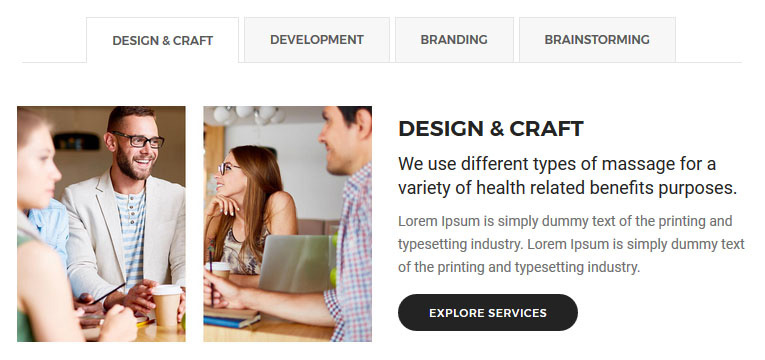 DESIGN & CRAFT
DEVELOPMENT
BRANDING
BRAINSTORMING
DESIGN & CRAFT
We use different types of massage for a
variety of health related benefits purposes.
Lorem Ipsum is simply dummy text of the printing and
typesetting industry. Lorem Ipsum is simply dummy text
of the printing and typesetting industry.
EXPLORE SERVICES